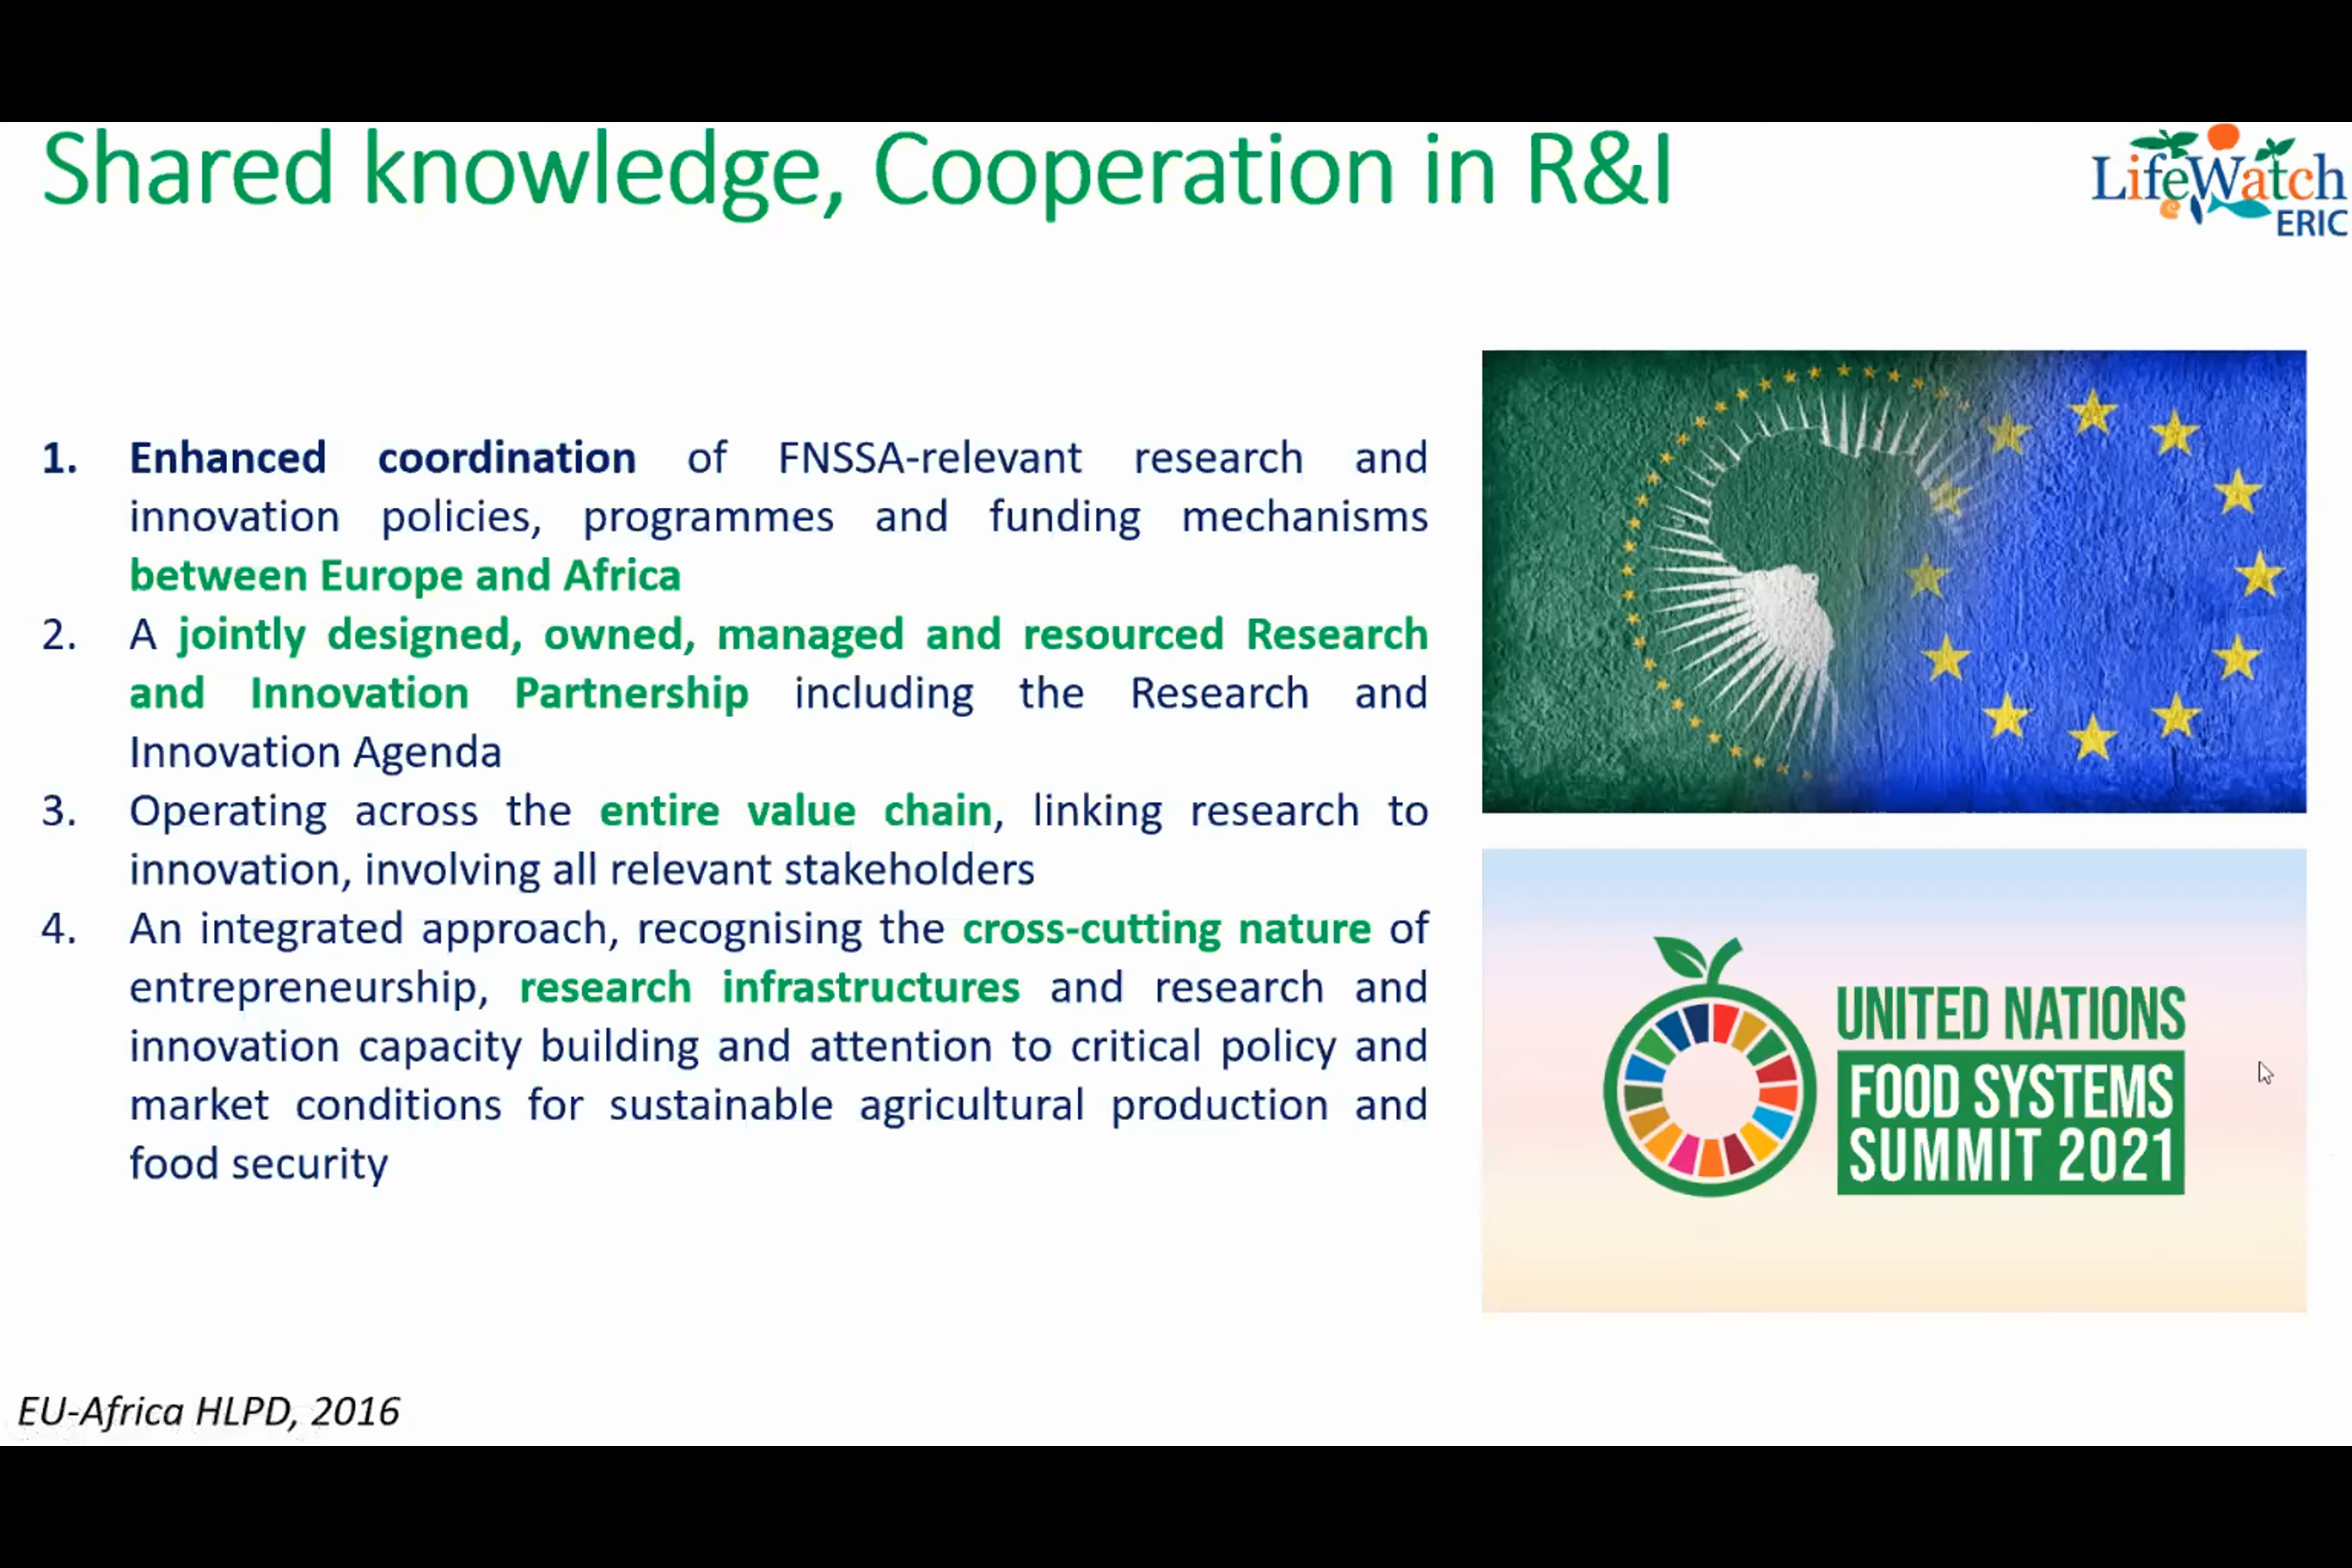 Shared knowledge, Cooperation in R&I
LifeWatch
ERIC
1. Enhanced coordination of FNSSA-relevant research and
innovation policies, programmes and funding mechanisms
between Europe and Africa
2. A jointly designed, owned, managed and resourced Research
and Innovation Partnership including the Research and
Innovation Agenda
3. Operating across the entire value chain, linking research to
innovation, involving all relevant stakeholders
4. An integrated approach, recognising the cross-cutting nature of
entrepreneurship, research infrastructures and research and
innovation capacity building and attention to critical policy and
market conditions for sustainable agricultural production and
food security
UNITED NATIONS
FOOD SYSTEMS
SUMMIT 2021
EU-Africa HLPD, 2016